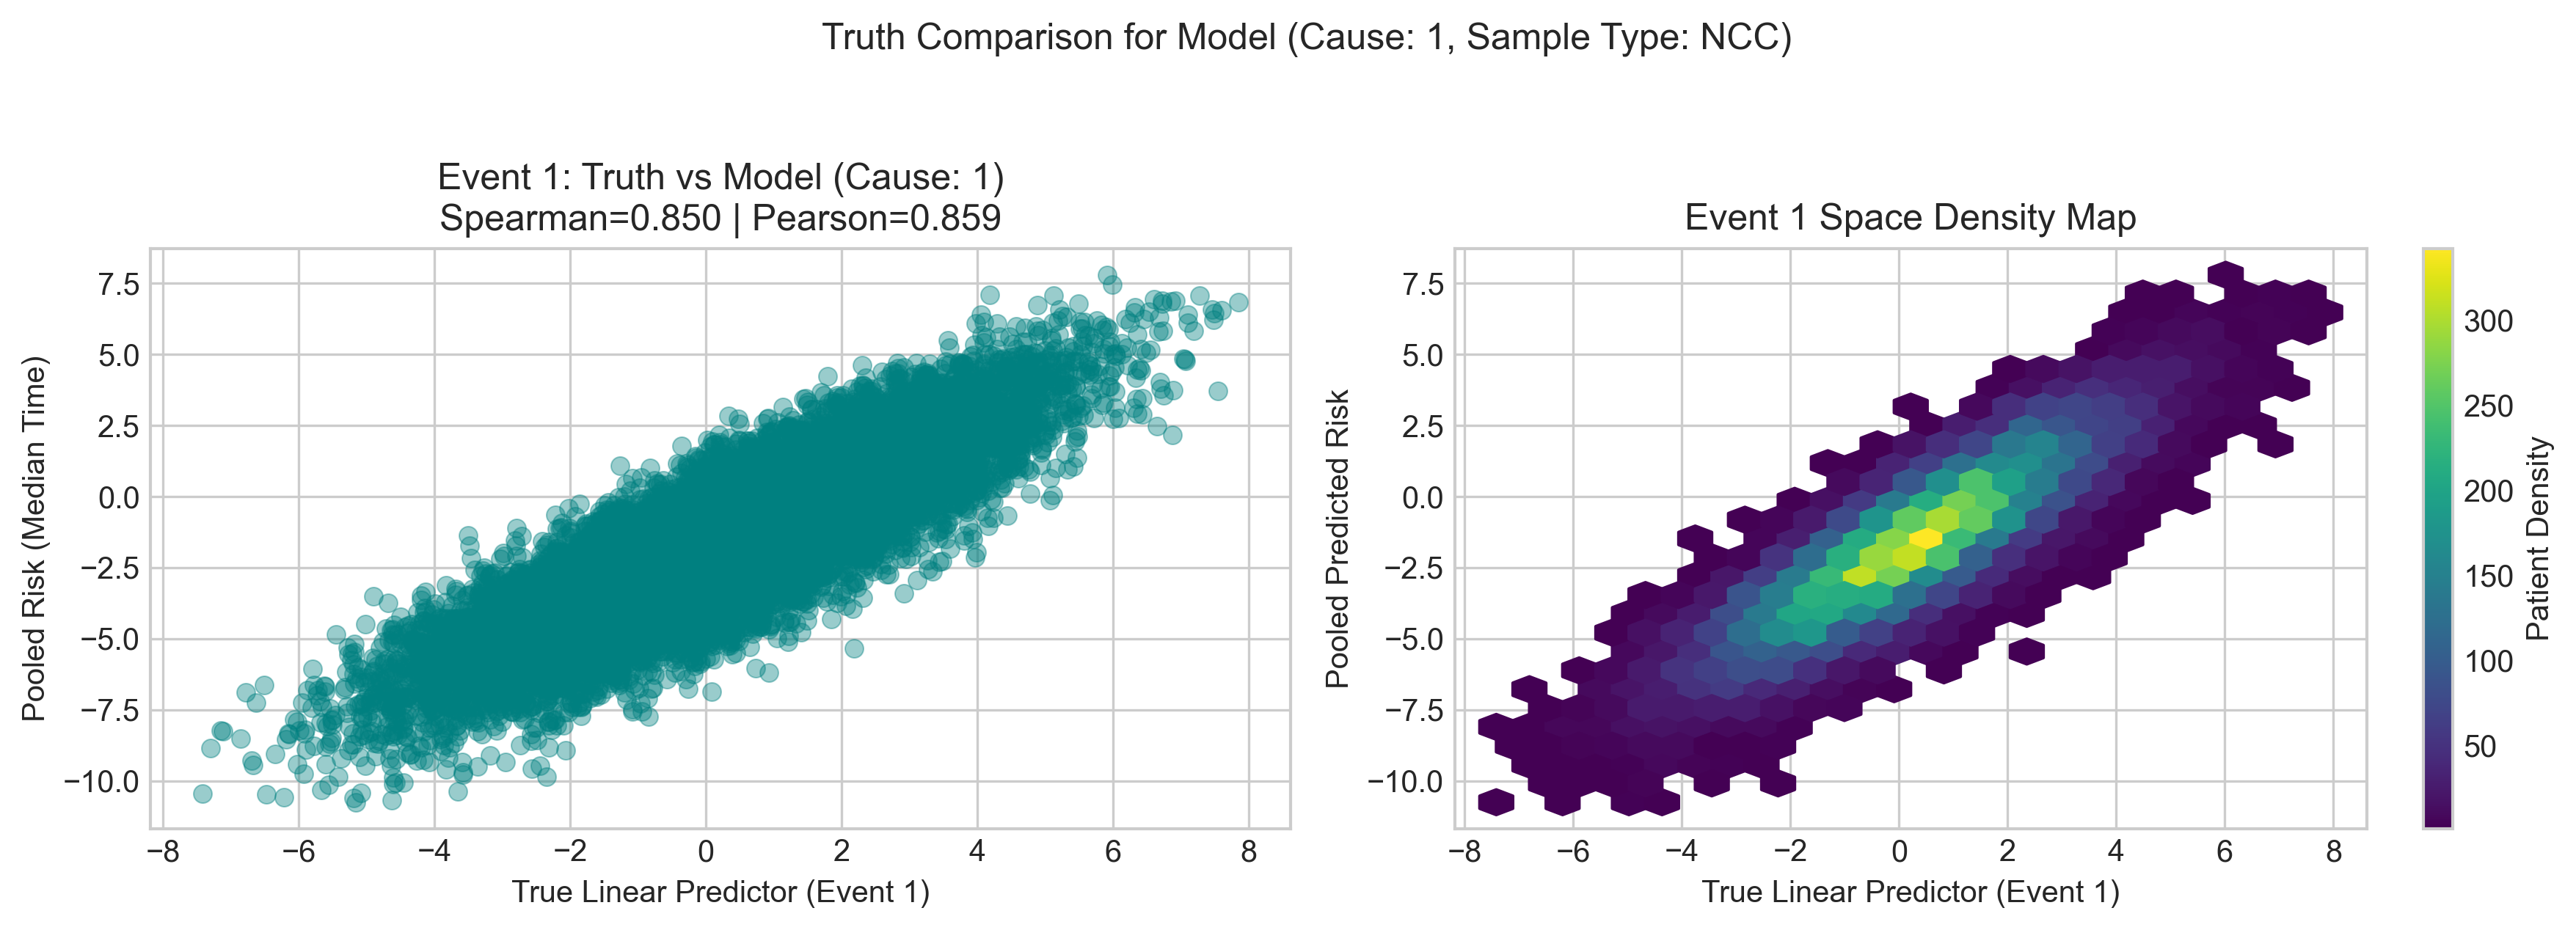 Truth Comparison for Model (Cause: 1, Sample Type: NCC)
Event 1: Truth vs Model (Cause: 1)
Spearman=0.850 | Pearson=0.859
Pooled Risk (Median Time)
7.5
5.0
2.5
0.0
−2.5
−5.0
−7.5
−10.0
−8 −6 −4 −2 0 2 4 6 8
True Linear Predictor (Event 1)
Event 1 Space Density Map
Pooled Predicted Risk
7.5
5.0
2.5
0.0
−2.5
−5.0
−7.5
−10.0
−8 −6 −4 −2 0 2 4 6 8
True Linear Predictor (Event 1)
300
250
200
150
100
50
Patient Density